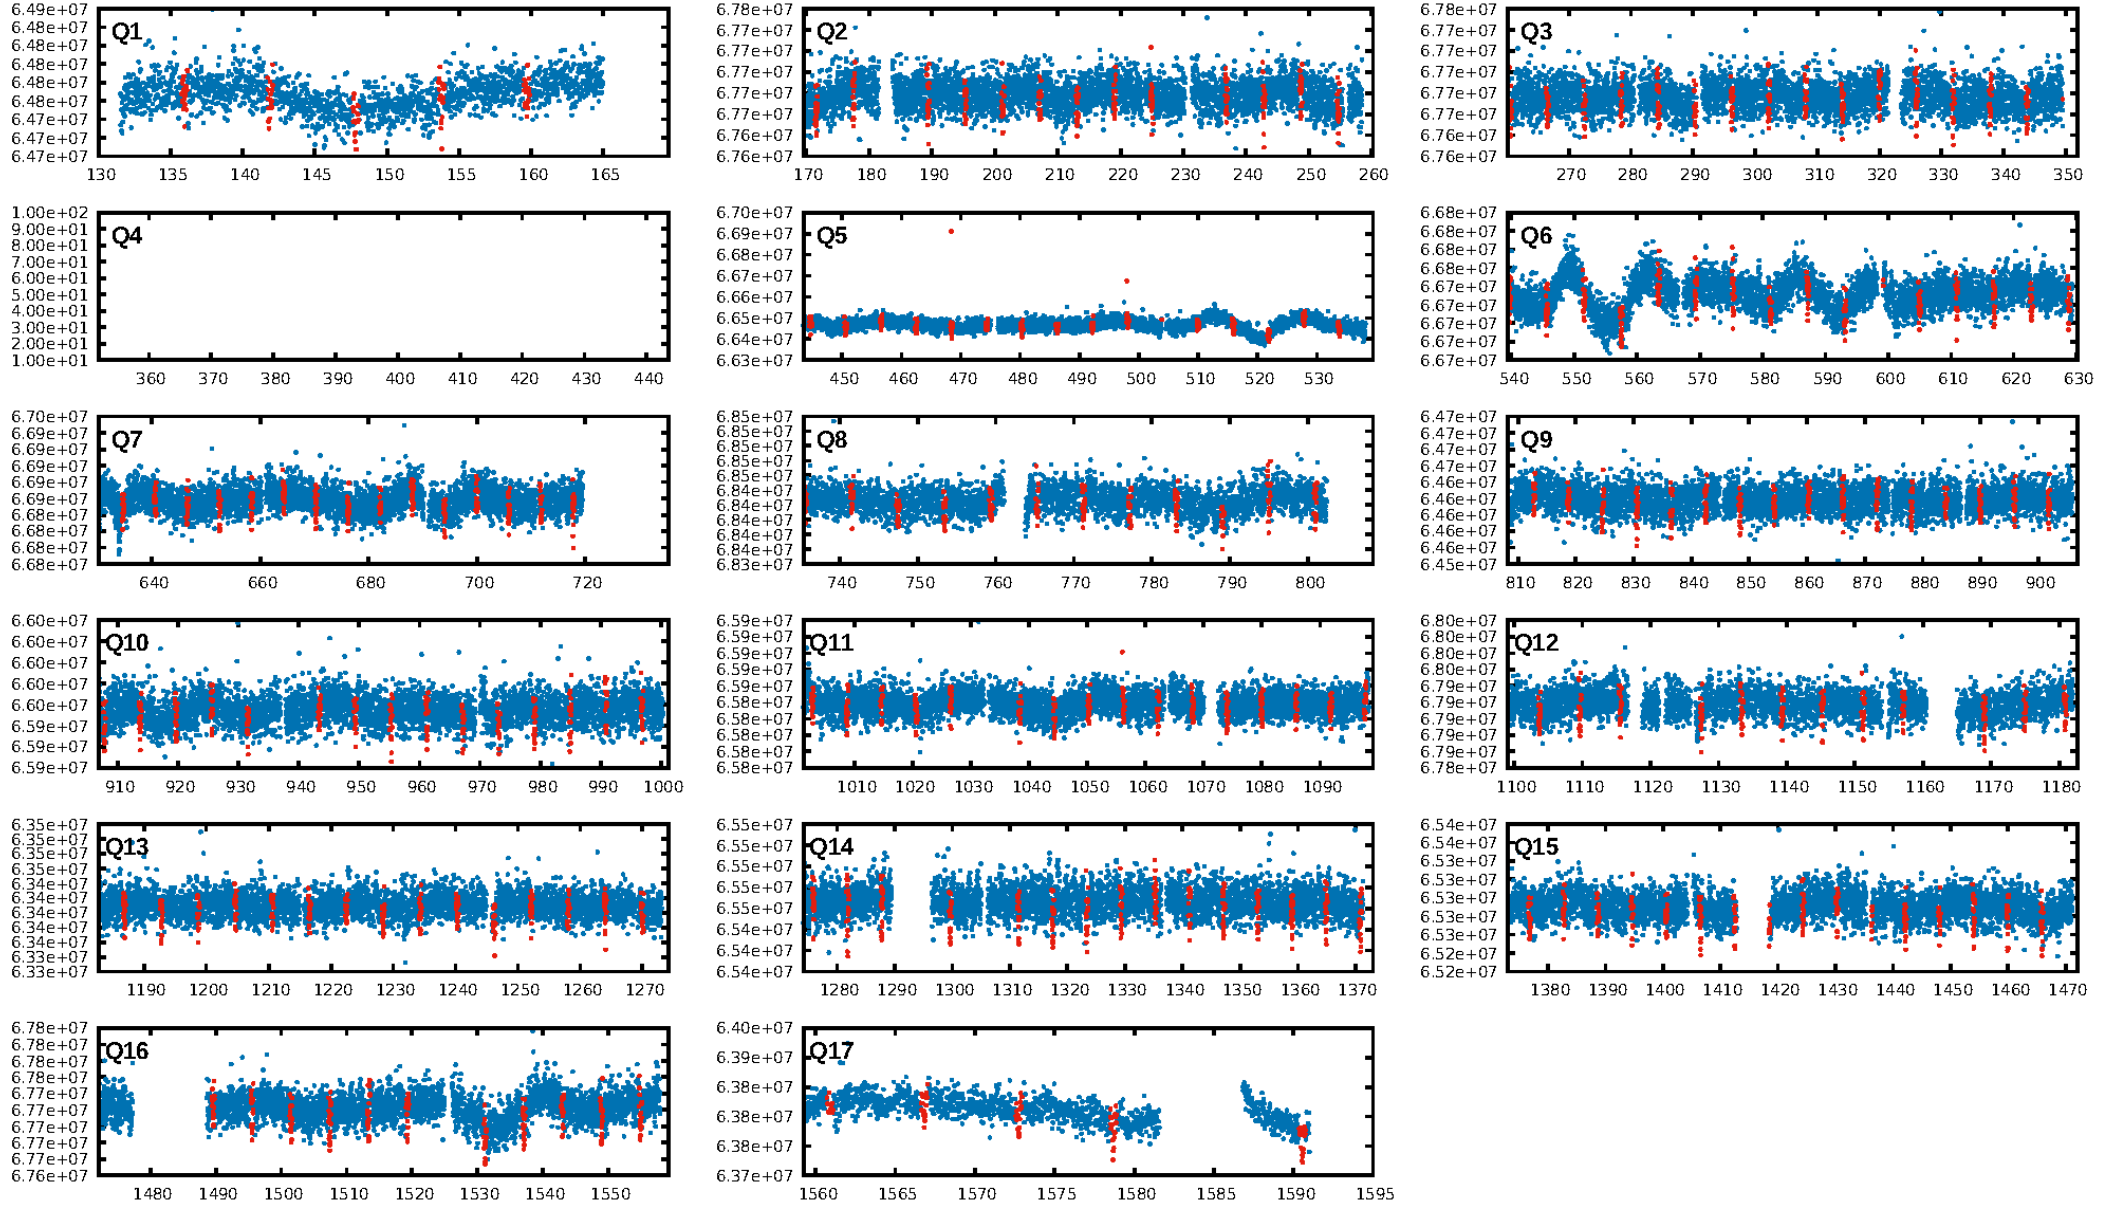 6.49e+07
6.48e+07
6.48e+07
6.48e+07
6.48e+07
6.48e+07
6.47e+07
6.47e+07
6.47e+07
Q1
130 135 140 145 150 155 160 165
6.78e+07
6.77e+07
6.77e+07
6.77e+07
6.77e+07
6.77e+07
6.76e+07
6.76e+07
Q2
170 180 190 200 210 220 230 240 250 260
6.78e+07
6.77e+07
6.77e+07
6.77e+07
6.77e+07
6.77e+07
6.76e+07
6.76e+07
Q3
270 280 290 300 310 320 330 340 350
1.00e+02
9.00e+01
8.00e+01
7.00e+01
6.00e+01
5.00e+01
4.00e+01
3.00e+01
2.00e+01
1.00e+01
Q4
360 370 380 390 400 410 420 430 440
6.70e+07
6.69e+07
6.68e+07
6.67e+07
6.66e+07
6.65e+07
6.64e+07
6.63e+07
Q5
450 460 470 480 490 500 510 520 530
6.68e+07
6.68e+07
6.68e+07
6.68e+07
6.67e+07
6.67e+07
6.67e+07
6.67e+07
6.67e+07
Q6
540 550 560 570 580 590 600 610 620 630
6.70e+07
6.69e+07
6.69e+07
6.69e+07
6.69e+07
6.69e+07
6.68e+07
6.68e+07
6.68e+07
6.68e+07
Q7
640 660 680 700 720
6.85e+07
6.85e+07
6.85e+07
6.85e+07
6.85e+07
6.84e+07
6.84e+07
6.84e+07
6.84e+07
6.84e+07
6.83e+07
Q8
740 750 760 770 780 790 800
6.47e+07
6.47e+07
6.47e+07
6.47e+07
6.46e+07
6.46e+07
6.46e+07
6.46e+07
6.46e+07
6.45e+07
Q9
810 820 830 840 850 860 870 880 890 900
6.60e+07
6.60e+07
6.60e+07
6.60e+07
6.60e+07
6.59e+07
6.59e+07
6.59e+07
Q10
910 920 930 940 950 960 970 980 990 1000
6.59e+07
6.59e+07
6.59e+07
6.59e+07
6.59e+07
6.58e+07
6.58e+07
6.58e+07
6.58e+07
6.58e+07
Q11
1010 1020 1030 1040 1050 1060 1070 1080 1090
6.80e+07
6.80e+07
6.80e+07
6.80e+07
6.79e+07
6.79e+07
6.79e+07
6.79e+07
6.79e+07
6.78e+07
Q12
1100 1110 1120 1130 1140 1150 1160 1170 1180
6.35e+07
6.35e+07
6.35e+07
6.35e+07
6.34e+07
6.34e+07
6.34e+07
6.34e+07
6.34e+07
6.33e+07
6.33e+07
Q13
1190 1200 1210 1220 1230 1240 1250 1260 1270
6.55e+07
6.55e+07
6.55e+07
6.55e+07
6.55e+07
6.54e+07
6.54e+07
6.54e+07
Q14
1280 1290 1300 1310 1320 1330 1340 1350 1360 1370
6.54e+07
6.54e+07
6.53e+07
6.53e+07
6.53e+07
6.53e+07
6.53e+07
6.52e+07
6.52e+07
Q15
1380 1390 1400 1410 1420 1430 1440 1450 1460 1470
6.78e+07
6.78e+07
6.78e+07
6.78e+07
6.77e+07
6.77e+07
6.77e+07
6.77e+07
6.77e+07
6.76e+07
Q16
1480 1490 1500 1510 1520 1530 1540 1550
6.40e+07
6.39e+07
6.38e+07
6.38e+07
6.38e+07
6.37e+07
Q17
1560 1565 1570 1575 1580 1585 1590 1595